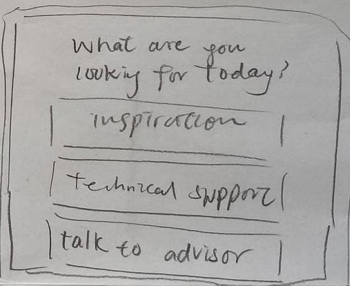 What are you
looking for today?
inspiration
technical support
talk to advisor